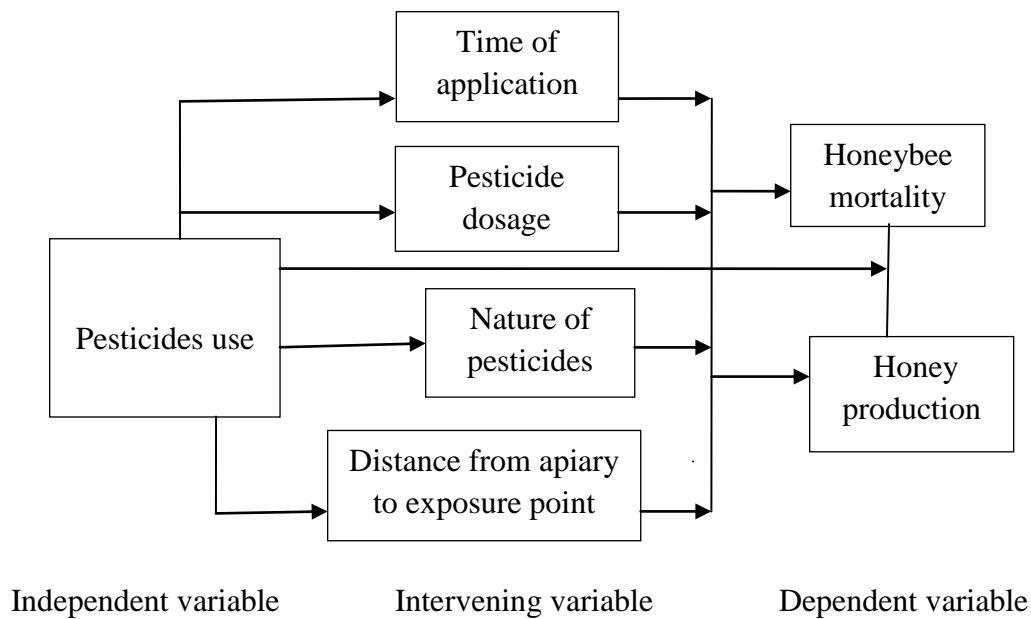 Time of
application
Pesticide
dosage
Honeybee
mortality
Pesticides use
Nature of
pesticides
Honey
production
Distance from apiary
to exposure point
Independent variable
Intervening variable
Dependent variable